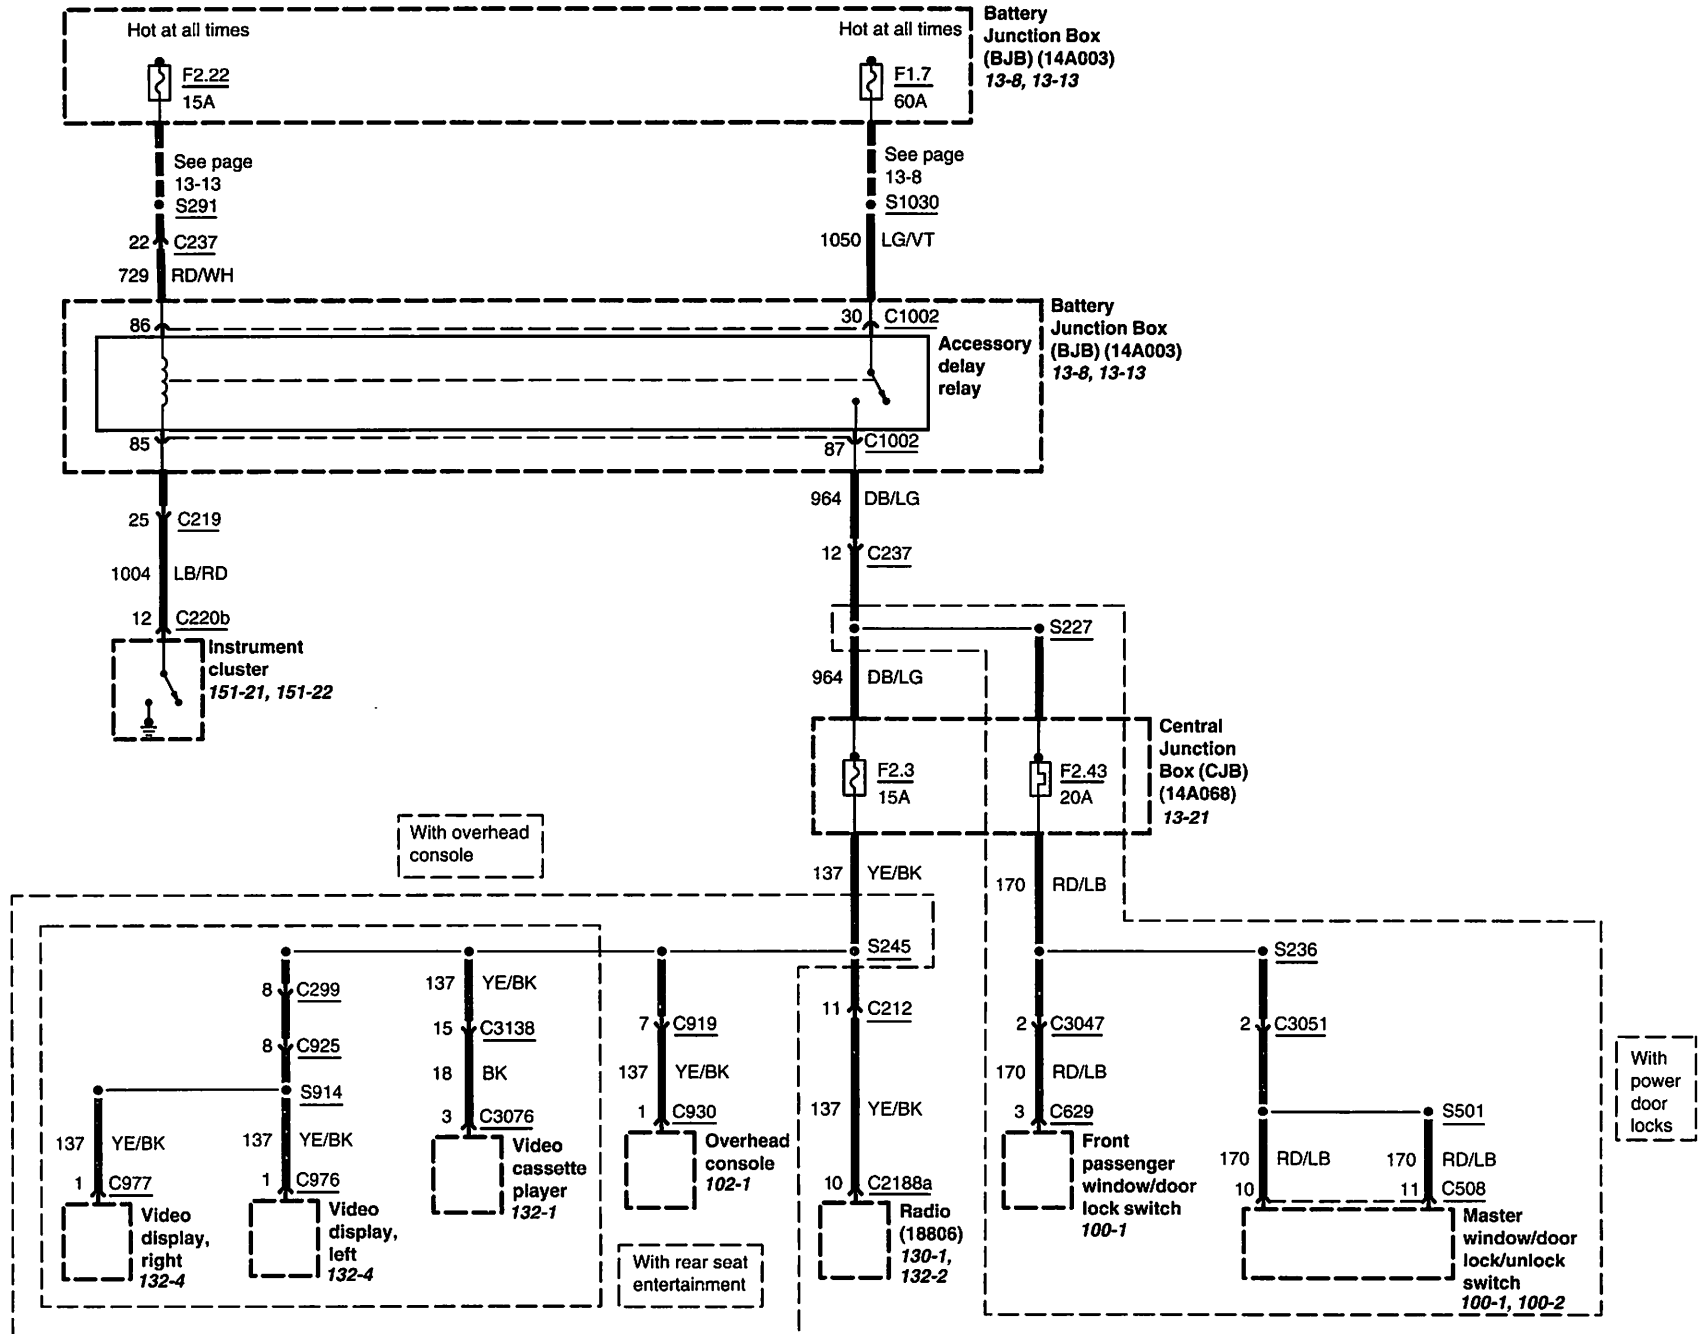 Hot at all times
Hot at all times
Battery
Junction Box
(BJB) (14A003)
13-8, 13-13
F2.22
15A
F1.7
60A
See page
13-13
S291
22 C237
729 RD/WH
See page
13-8
S1030
1050 LG/VT
86
30 C1002
Battery
Junction Box
(BJB) (14A003)
13-8, 13-13
Accessory
delay
relay
85
87 C1002
25 C219
1004 LB/RD
12 C220b
Instrument
cluster
151-21, 151-22
964 DB/LG
12 C237
S227
964 DB/LG
Central
Junction
Box (CJB)
(14A068)
13-21
F2.3
15A
F2.43
20A
With overhead
console
137 YE/BK
170 RD/LB
S245
S236
8 C299
8 C925
S914
137 YE/BK
1 C977
Video
display,
right
132-4
137 YE/BK
1 C976
Video
display,
left
132-4
137 YE/BK
15 C3138
18 BK
3 C3076
Video
cassette
player
132-1
7 C919
137 YE/BK
1 C930
Overhead
console
102-1
With rear seat
entertainment
11 C212
137 YE/BK
10 C2188a
Radio
(18806)
130-1,
132-2
2 C3047
170 RD/LB
3 C629
Front
passenger
window/door
lock switch
100-1
2 C3051
S501
170 RD/LB
10
170 RD/LB
11 C508
Master
window/door
lock/unlock
switch
100-1, 100-2
With
power
door
locks